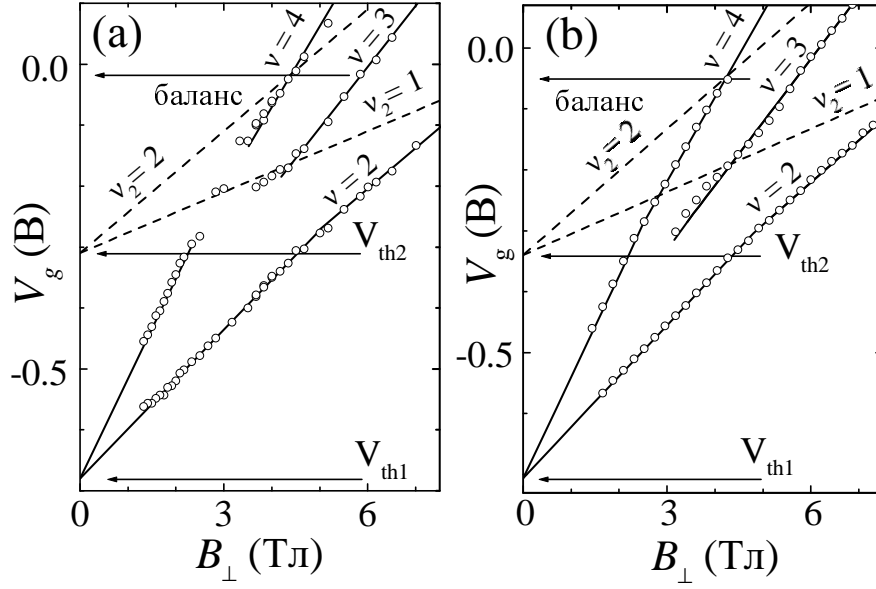 (a)
ν = 4
ν = 3
0.0
баланс
ν₂ = 1
ν₂ = 2
ν = 2
V_g (В)
V_th2
-0.5
V_th1
0
3
6
B_⊥ (Тл)
(b)
ν = 4
0.0
ν = 3
баланс
ν₂ = 1
ν₂ = 2
ν = 2
V_g (В)
V_th2
-0.5
V_th1
0
3
6
B_⊥ (Тл)